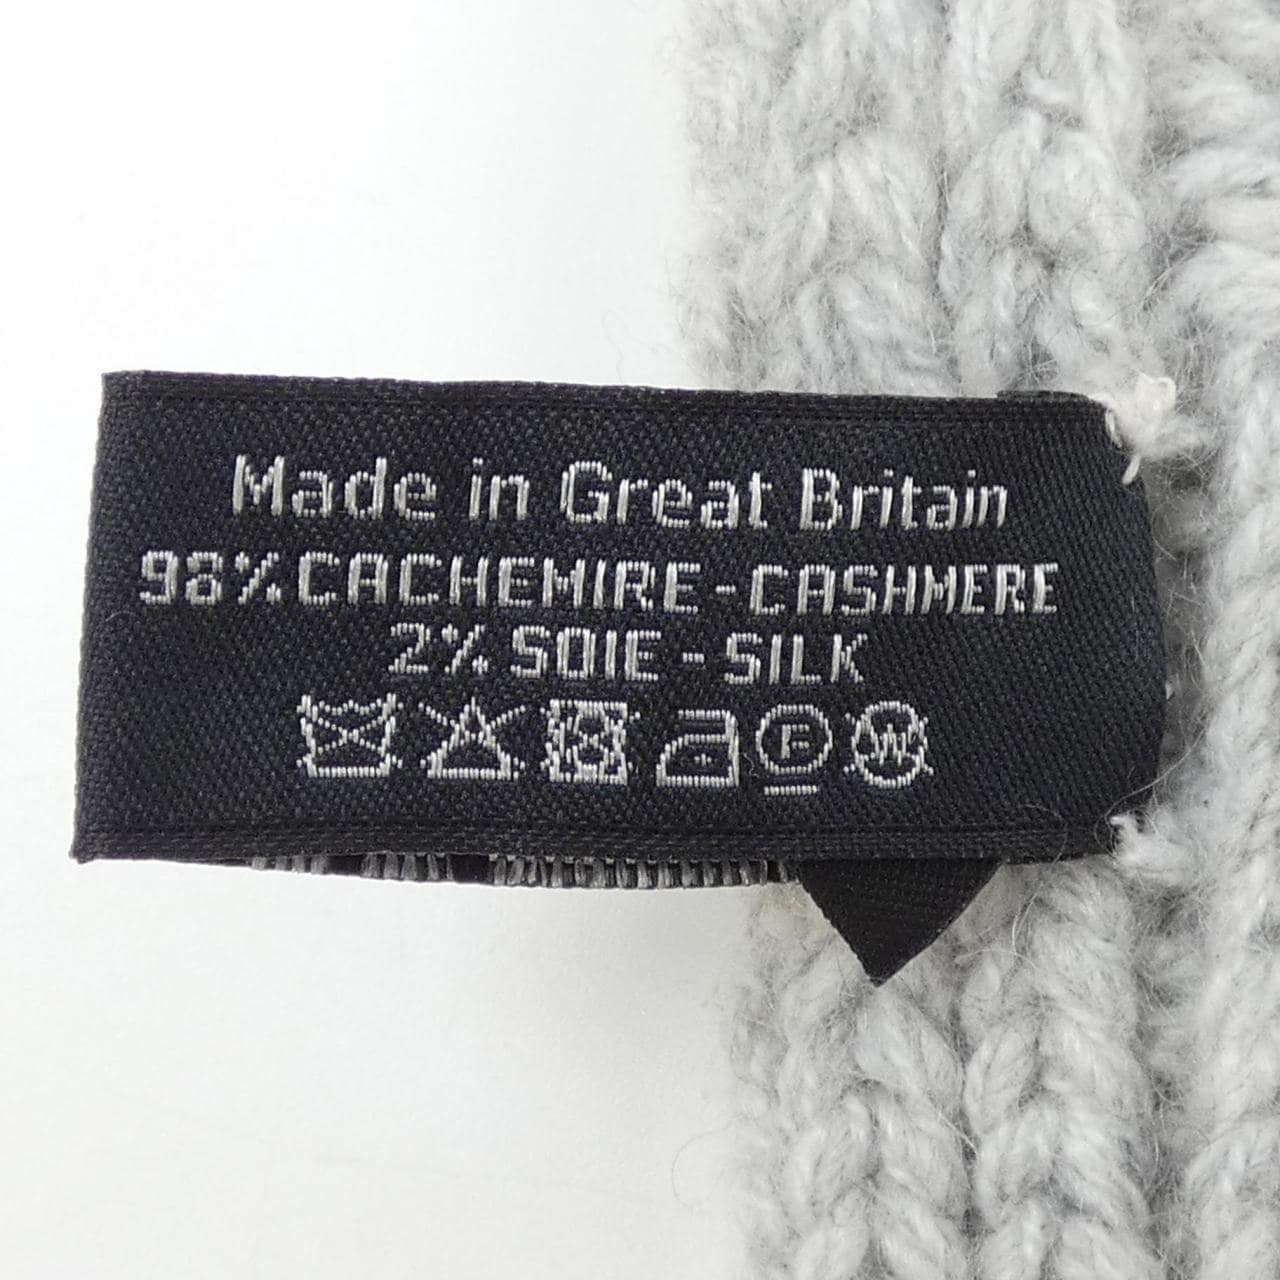 Made in Great Britain
98% CACHEMIRE - CASHMERE
2% SOIE - SILK
P W